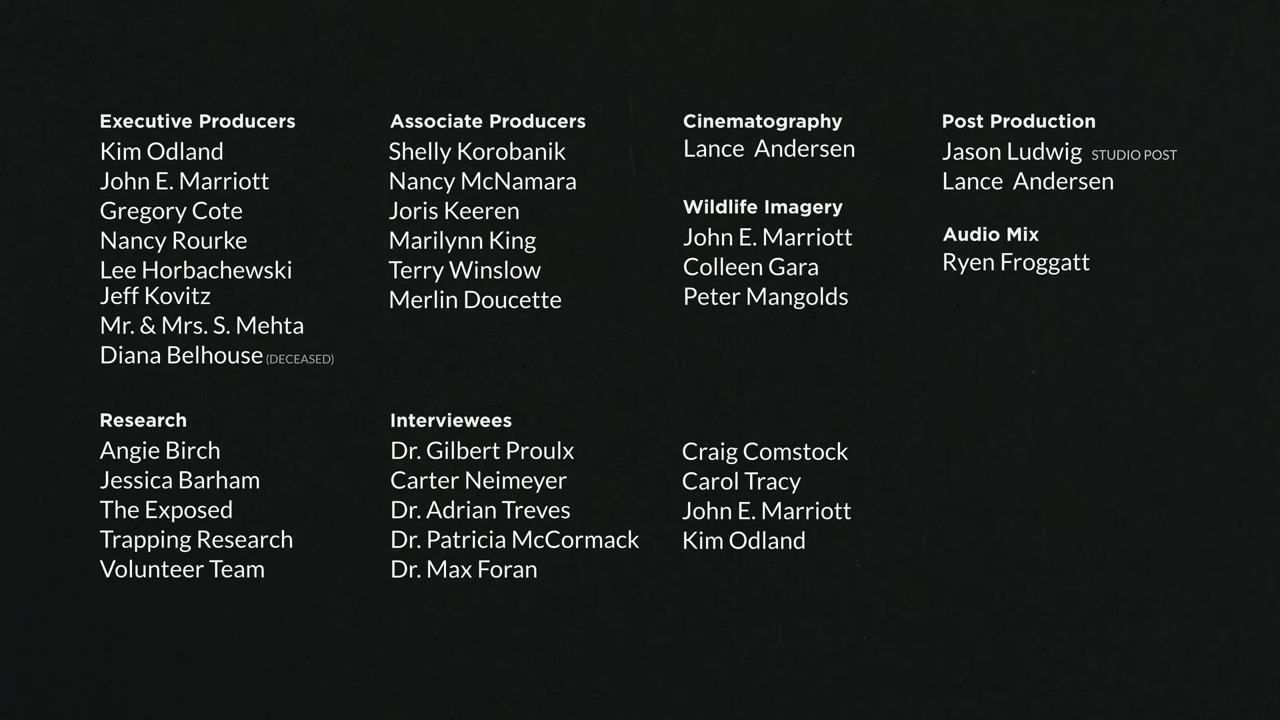 Executive Producers
Kim Odland
John E. Marriott
Gregory Cote
Nancy Rourke
Lee Horbachewski
Jeff Kovitz
Mr. & Mrs. S. Mehta
Diana Belhouse (DECEASED)
Associate Producers
Shelly Korobanik
Nancy McNamara
Joris Keeren
Marilynn King
Terry Winslow
Merlin Doucette
Cinematography
Lance Andersen
Wildlife Imagery
John E. Marriott
Colleen Gara
Peter Mangolds
Post Production
Jason Ludwig STUDIO POST
Lance Andersen
Audio Mix
Ryen Froggatt
Research
Angie Birch
Jessica Barham
The Exposed
Trapping Research
Volunteer Team
Interviewees
Dr. Gilbert Proulx
Carter Neimeyer
Dr. Adrian Treves
Dr. Patricia McCormack
Dr. Max Foran
Craig Comstock
Carol Tracy
John E. Marriott
Kim Odland